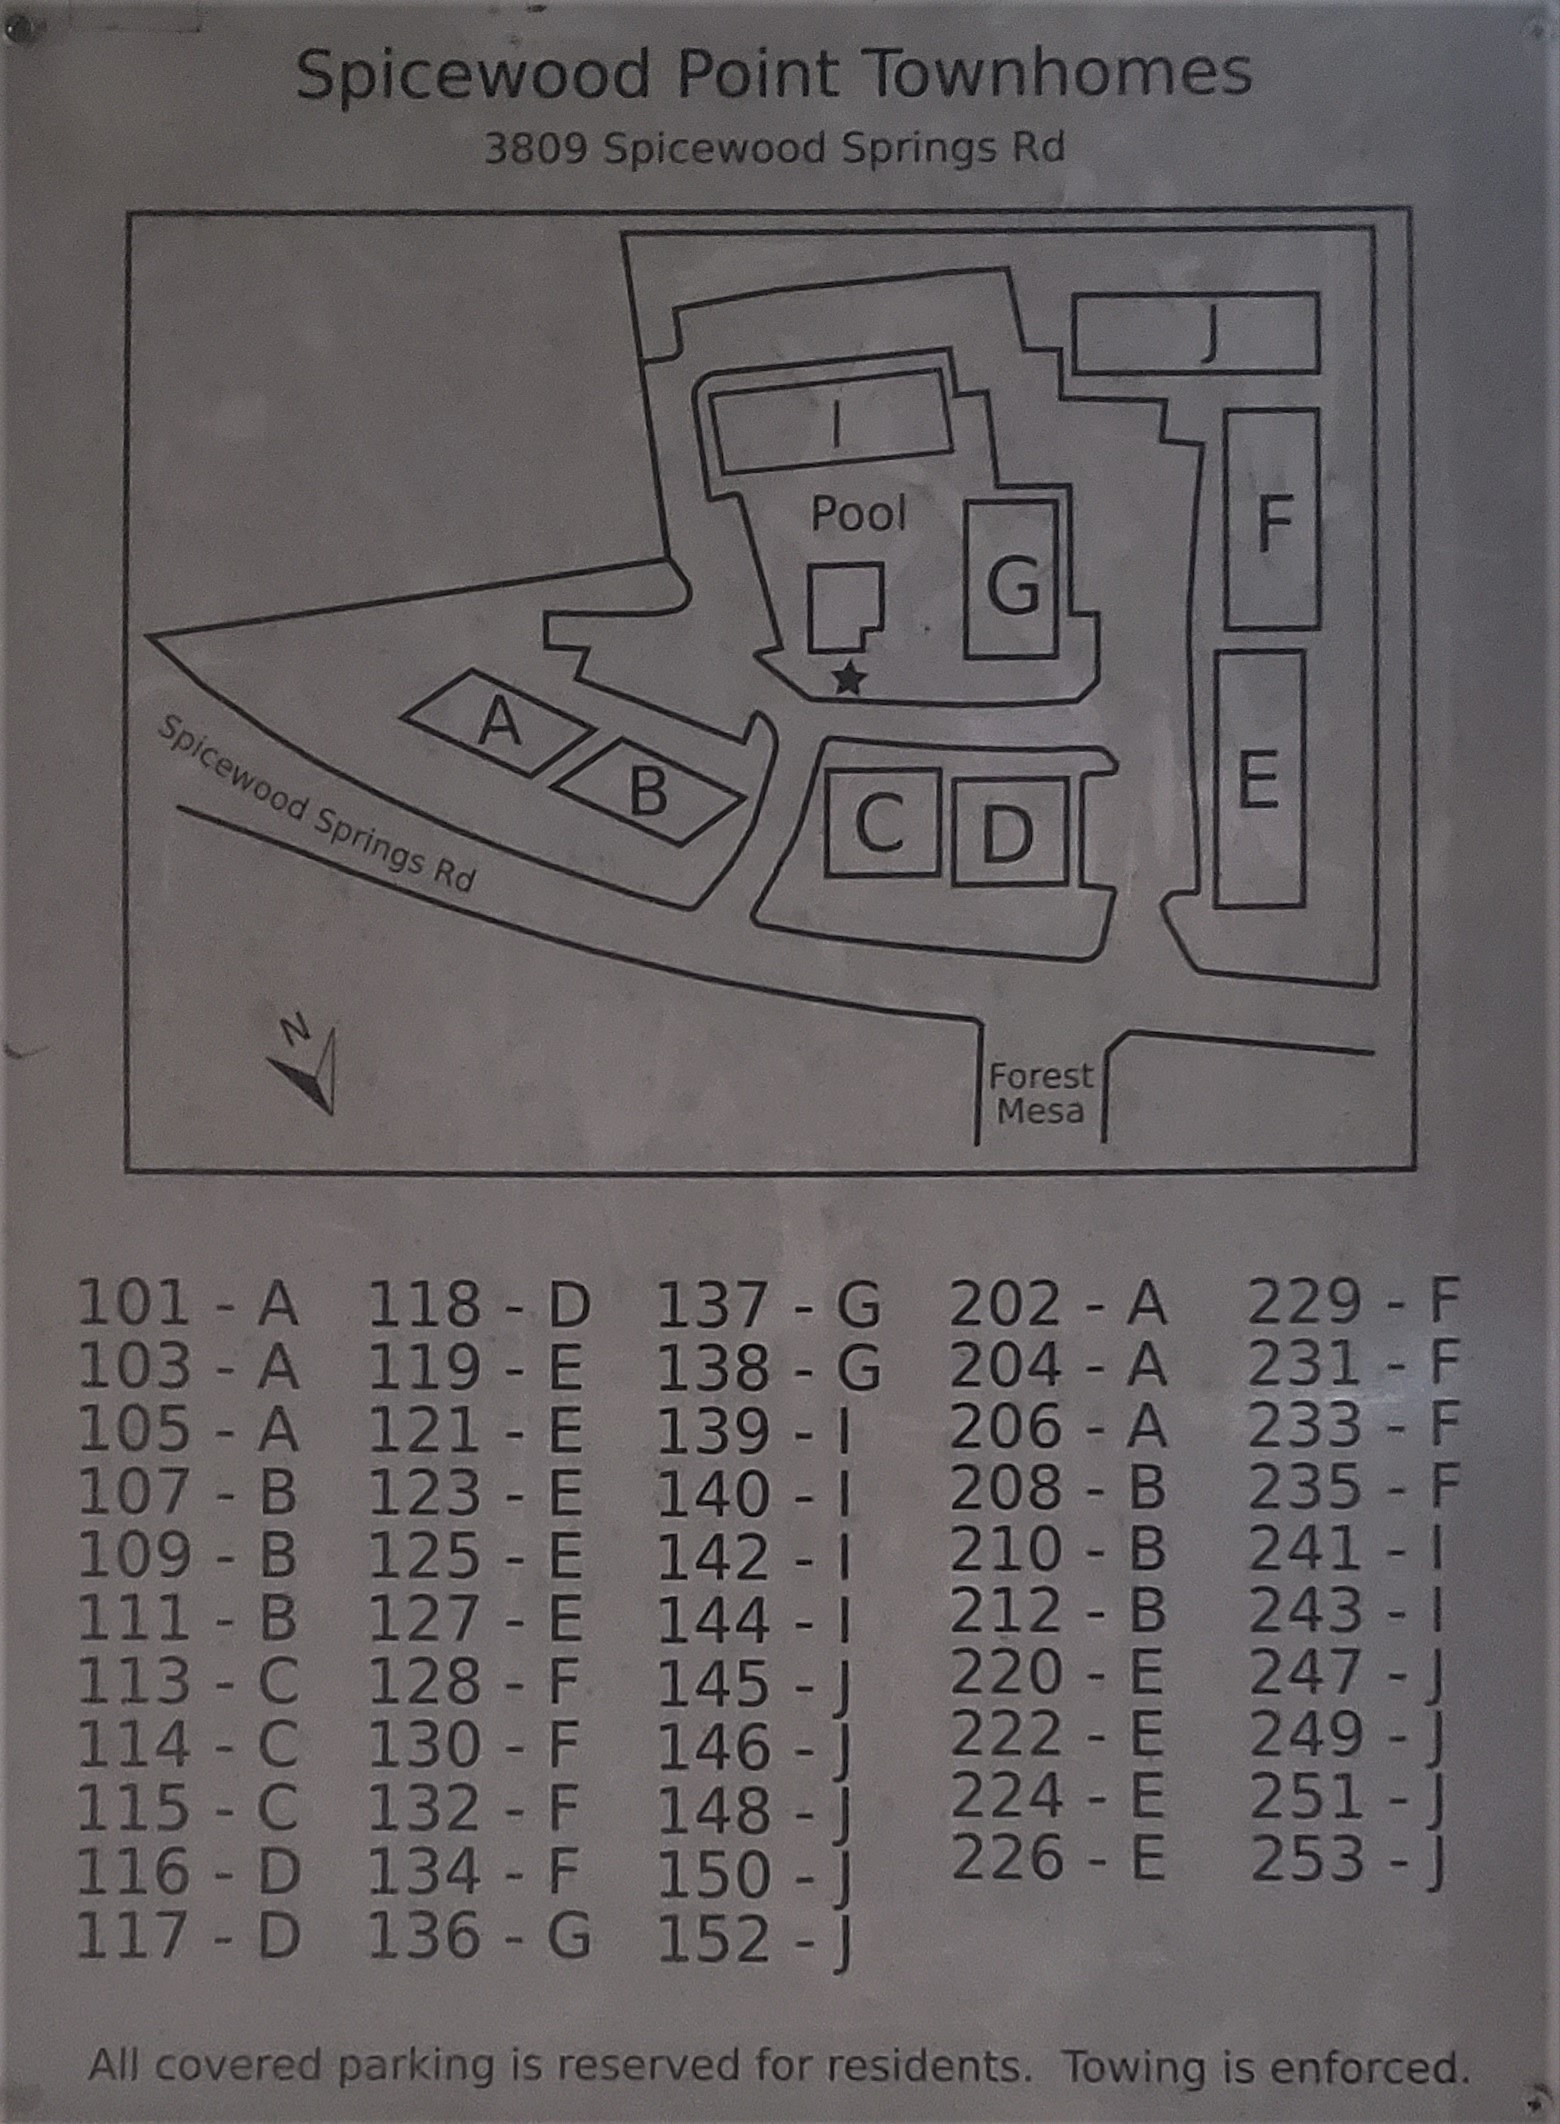 Spicewood Point Townhomes
3809 Spicewood Springs Rd
J
I
Pool
F
G
A
B
C
D
E
Spicewood Springs Rd
N
Forest
Mesa
101 - A 118 - D 137 - G 202 - A 229 - F
103 - A 119 - E 138 - G 204 - A 231 - F
105 - A 121 - E 139 - I 206 - A 233 - F
107 - B 123 - E 140 - I 208 - B 235 - F
109 - B 125 - E 142 - I 210 - B 241 - I
111 - B 127 - E 144 - I 212 - B 243 - I
113 - C 128 - F 145 - J 220 - E 247 - J
114 - C 130 - F 146 - J 222 - E 249 - J
115 - C 132 - F 148 - J 224 - E 251 - J
116 - D 134 - F 150 - J 226 - E 253 - J
117 - D 136 - G 152 - J
All covered parking is reserved for residents. Towing is enforced.